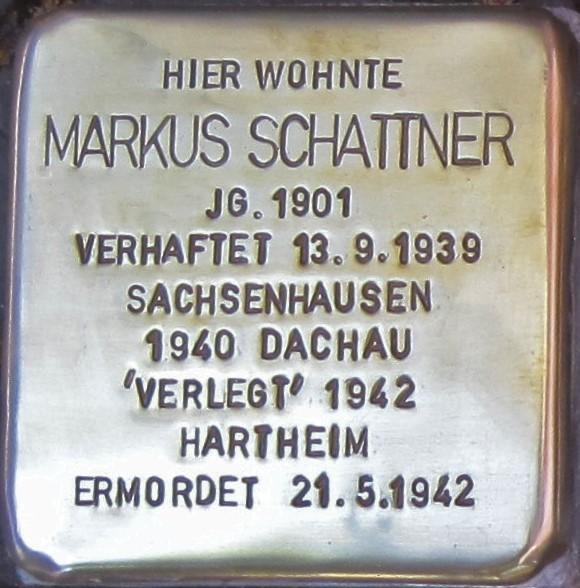 HIER WOHNTE
MARKUS SCHATTNER
JG. 1901
VERHAFTET 13.9.1939
SACHSENHAUSEN
1940 DACHAU
'VERLEGT' 1942
HARTHEIM
ERMORDET 21.5.1942